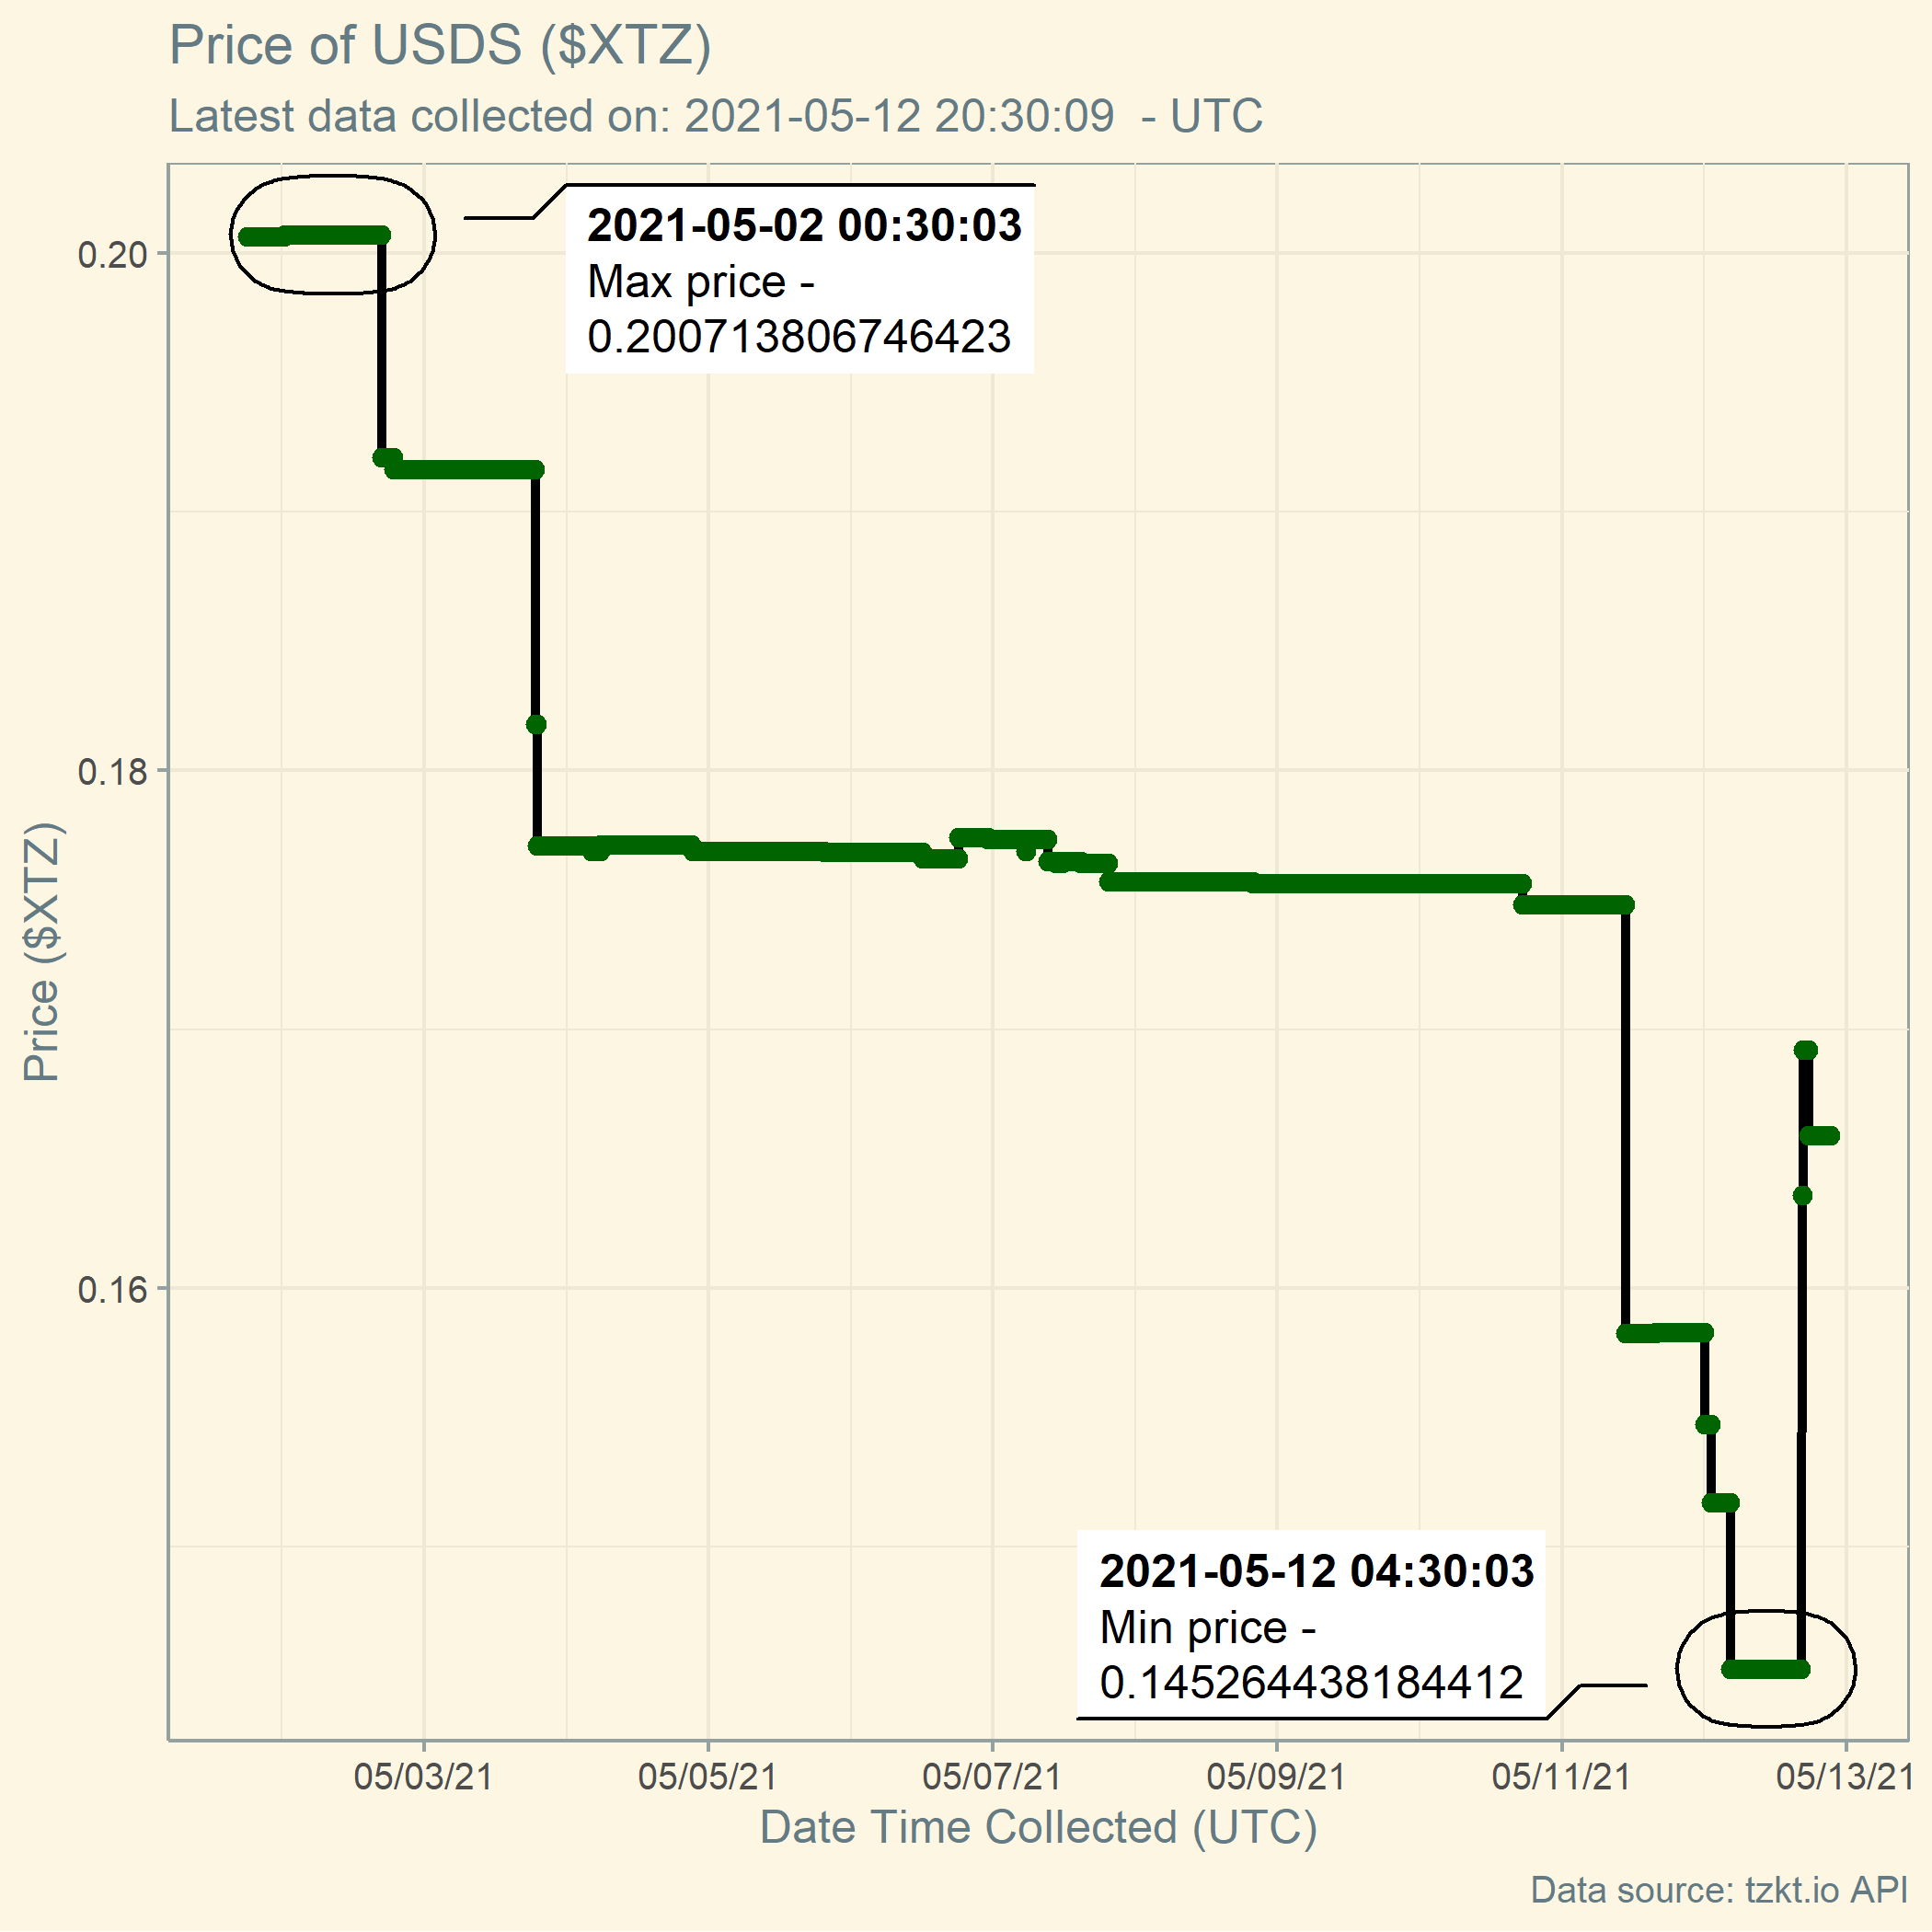 Price of USDS ($XTZ)
Latest data collected on: 2021-05-12 20:30:09  - UTC
2021-05-02 00:30:03
Max price -
0.200713806746423
0.20
0.18
0.16
Price ($XTZ)
2021-05-12 04:30:03
Min price -
0.145264438184412
05/03/21
05/05/21
05/07/21
05/09/21
05/11/21
05/13/21
Date Time Collected (UTC)
Data source: tzkt.io API